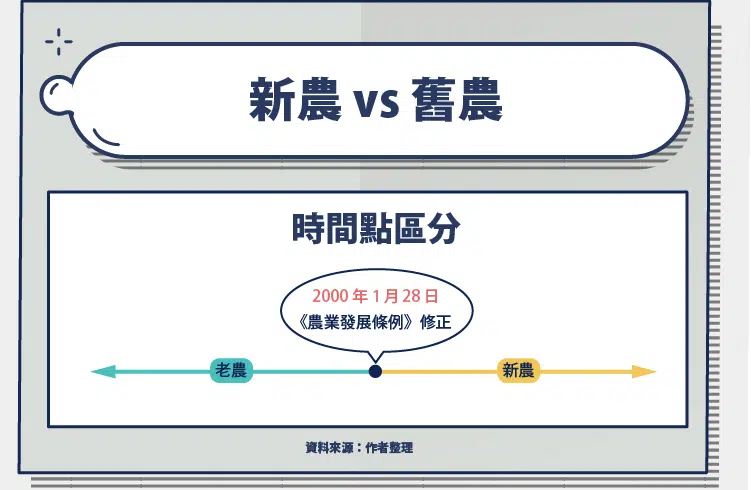 新農 vs 舊農
時間點區分
2000 年 1 月 28 日
《農業發展條例》修正
老農
新農
資料來源：作者整理